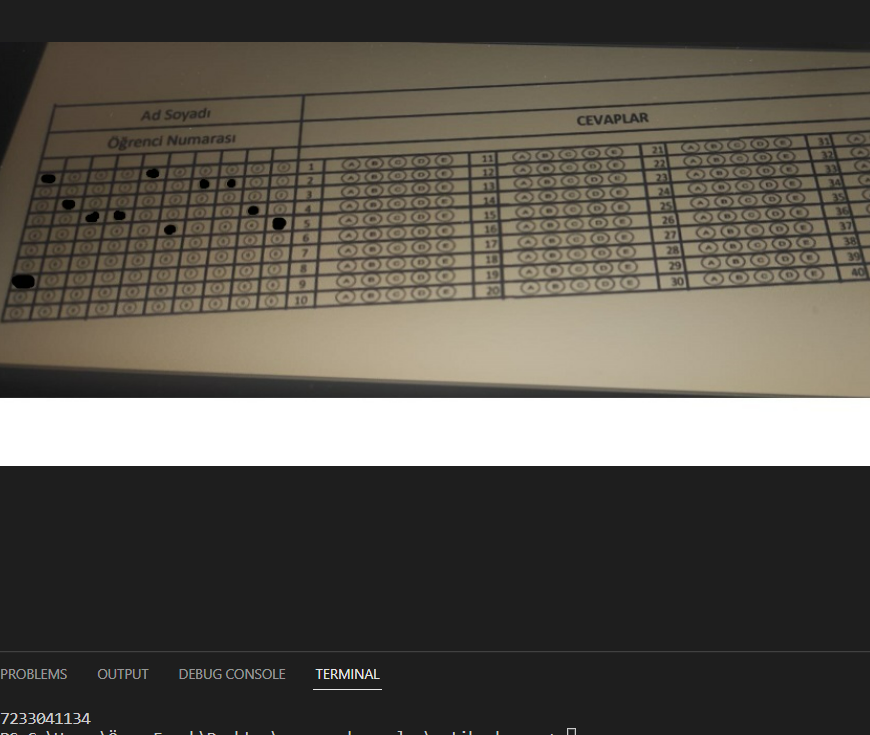 Ad Soyadı
CEVAPLAR
Öğrenci Numarası
1 A B C D E 11 A B C D E 21 A B C D E 31 A
2 A B C D E 12 A B C D E 22 A B C D E 32
3 A B C D E 13 A B C D E 23 A B C D E 33
4 A B C D E 14 A B C D E 24 A B C D E 34
5 A B C D E 15 A B C D E 25 A B C D E 35
6 A B C D E 16 A B C D E 26 A B C D E 36
7 A B C D E 17 A B C D E 27 A B C D E 37
8 A B C D E 18 A B C D E 28 A B C D E 38
9 A B C D E 19 A B C D E 29 A B C D E 39
10 A B C D E 20 A B C D E 30 A B C D E 40
PROBLEMS OUTPUT DEBUG CONSOLE TERMINAL
7233041134